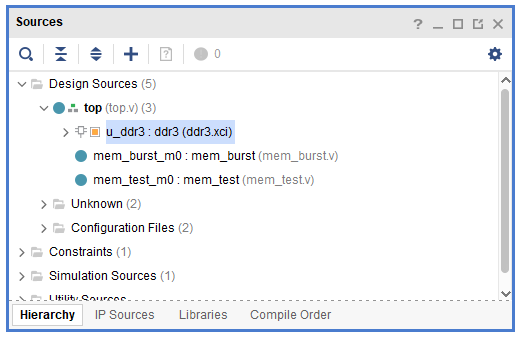 Sources
? 0
Design Sources (5)
top (top.v) (3)
u_ddr3 : ddr3 (ddr3.xci)
mem_burst_m0 : mem_burst (mem_burst.v)
mem_test_m0 : mem_test (mem_test.v)
Unknown (2)
Configuration Files (2)
Constraints (1)
Simulation Sources (1)
Utility Sources
Hierarchy IP Sources Libraries Compile Order